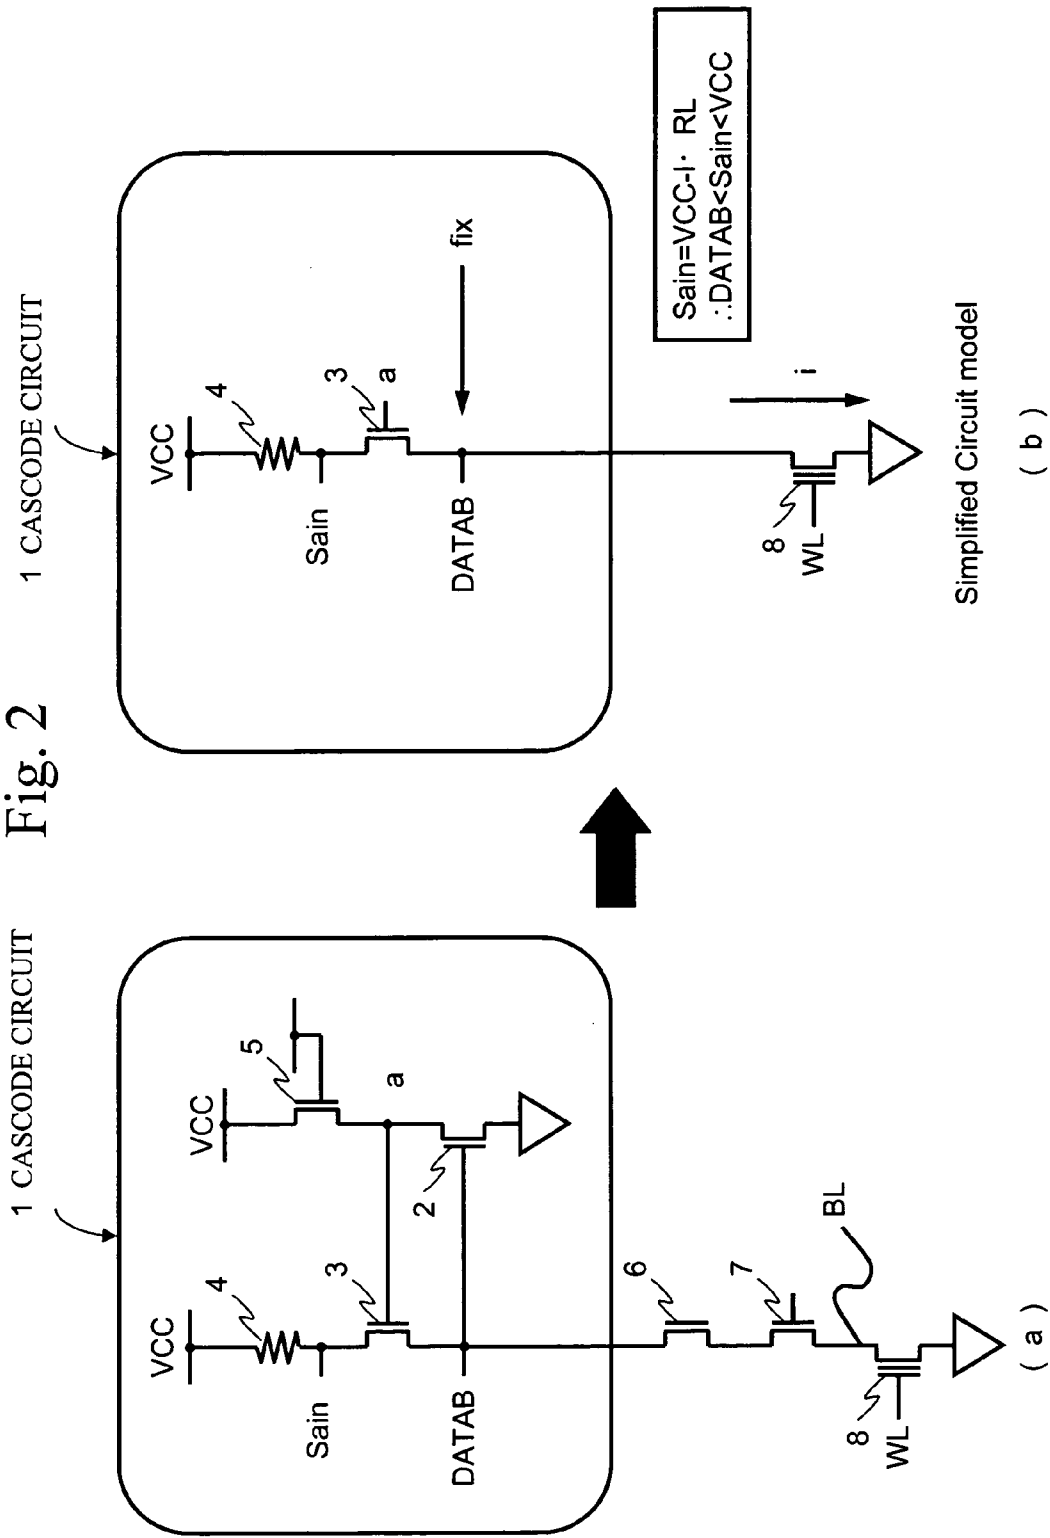 Fig. 2
1 CASCODE CIRCUIT
VCC
4
Sain
3
DATAB
VCC
5
a
2
6
7
BL
8
WL
( a )
1 CASCODE CIRCUIT
VCC
4
Sain
3
a
DATAB
fix
i
8
WL
Sain=VCC-I· RL
∴DATAB<Sain<VCC
Simplified Circuit model
( b )